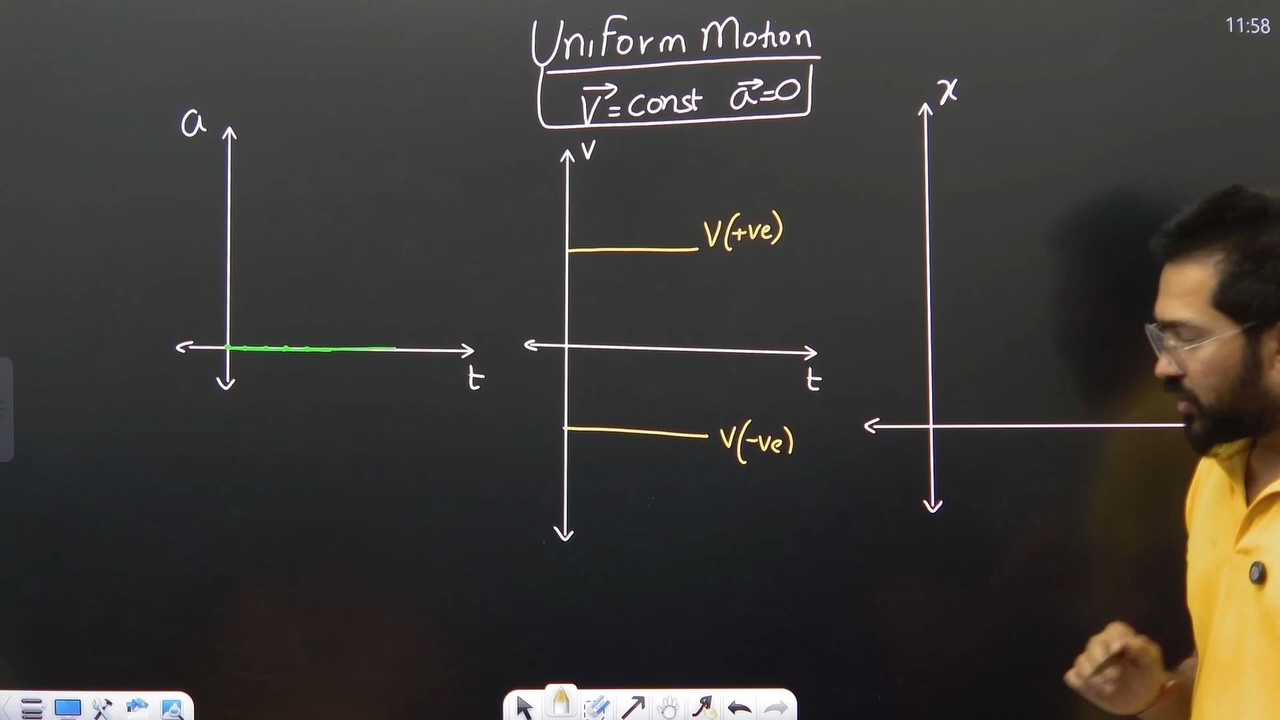 11:58
Uniform Motion
V⃗ = const a⃗=0
a
t
v
V(+ve)
t
V(-ve)
x